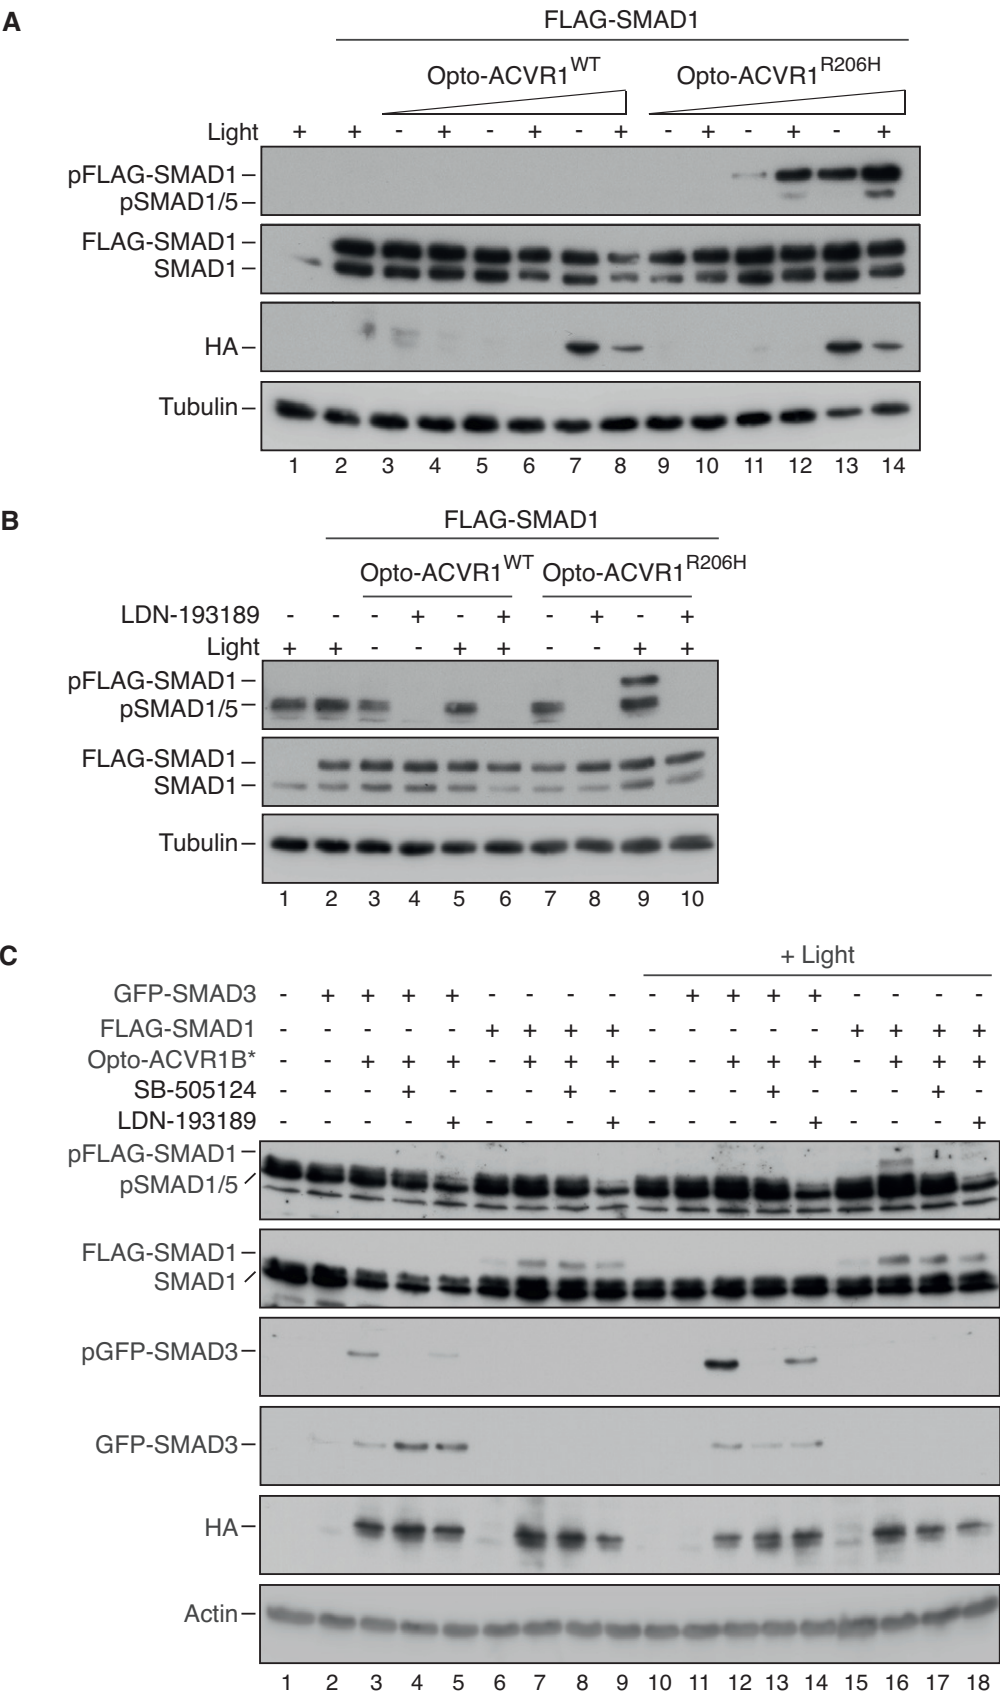 A
FLAG-SMAD1
Opto-ACVR1WT Opto-ACVR1R206H
Light + + - + - + - + - + - + - +
pFLAG-SMAD1
pSMAD1/5
FLAG-SMAD1
SMAD1
HA
Tubulin
1 2 3 4 5 6 7 8 9 10 11 12 13 14
B
FLAG-SMAD1
Opto-ACVR1WT Opto-ACVR1R206H
LDN-193189 - - - + - + - + - +
Light + + - - + + - - + +
pFLAG-SMAD1
pSMAD1/5
FLAG-SMAD1
SMAD1
Tubulin
1 2 3 4 5 6 7 8 9 10
C
+ Light
GFP-SMAD3 - + + + + - - - - - + + + + - - - -
FLAG-SMAD1 - - - - - + + + + - - - - - + + + +
Opto-ACVR1B* - - + + + - + + + - - + + + - + + +
SB-505124 - - - + - - - + - - - - + - - - + -
LDN-193189 - - - - + - - - + - - - - + - - - +
pFLAG-SMAD1
pSMAD1/5
FLAG-SMAD1
SMAD1
pGFP-SMAD3
GFP-SMAD3
HA
Actin
1 2 3 4 5 6 7 8 9 10 11 12 13 14 15 16 17 18